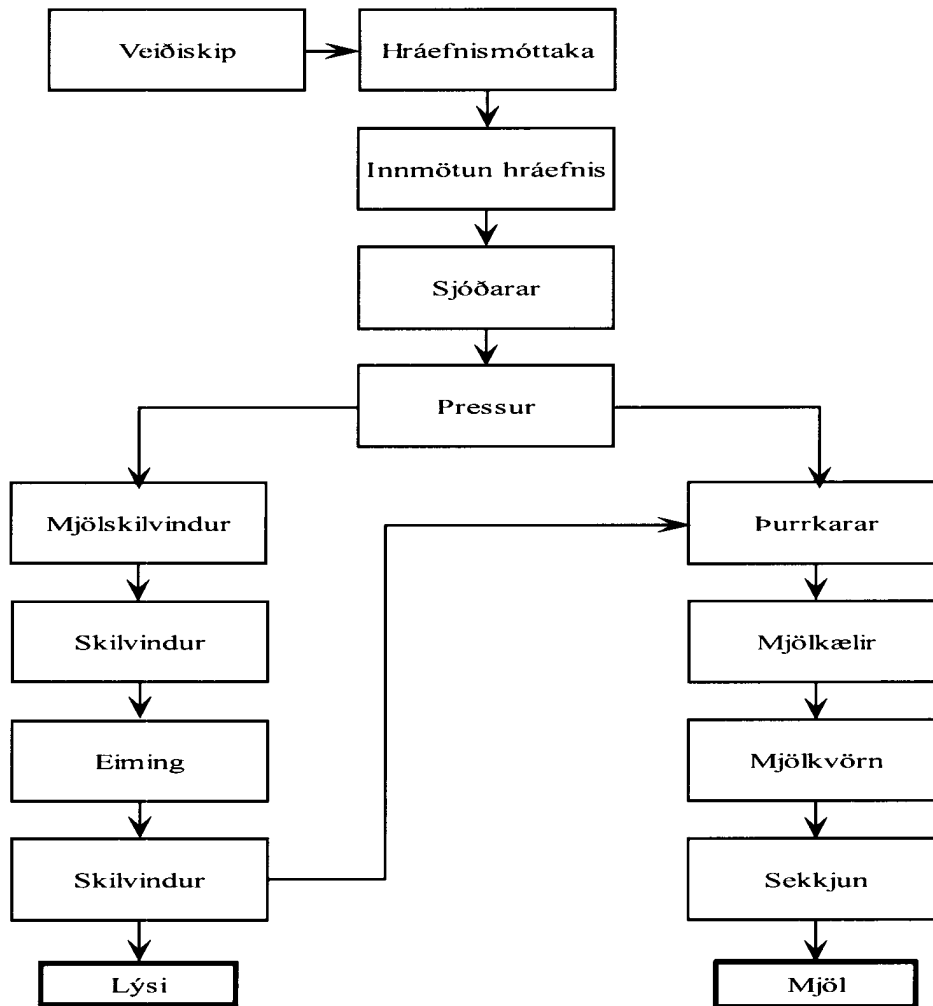 Veiðiskip
Hráefnismóttaka
Innmötun hráefnis
Sjóðarar
Pressur
Mjölskilvindur
Skilvindur
Eiming
Skilvindur
Lýsi
Þurrkarar
Mjölkælir
Mjölkvörn
Sekkjun
Mjöl